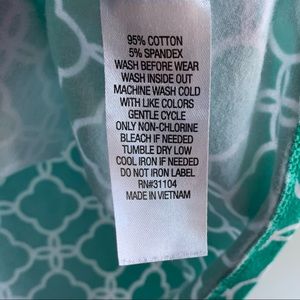 95% COTTON
5% SPANDEX
WASH BEFORE WEAR
WASH INSIDE OUT
MACHINE WASH COLD
WITH LIKE COLORS
GENTLE CYCLE
ONLY NON-CHLORINE
BLEACH IF NEEDED
TUMBLE DRY LOW
COOL IRON IF NEEDED
DO NOT IRON LABEL
RN#31104
MADE IN VIETNAM